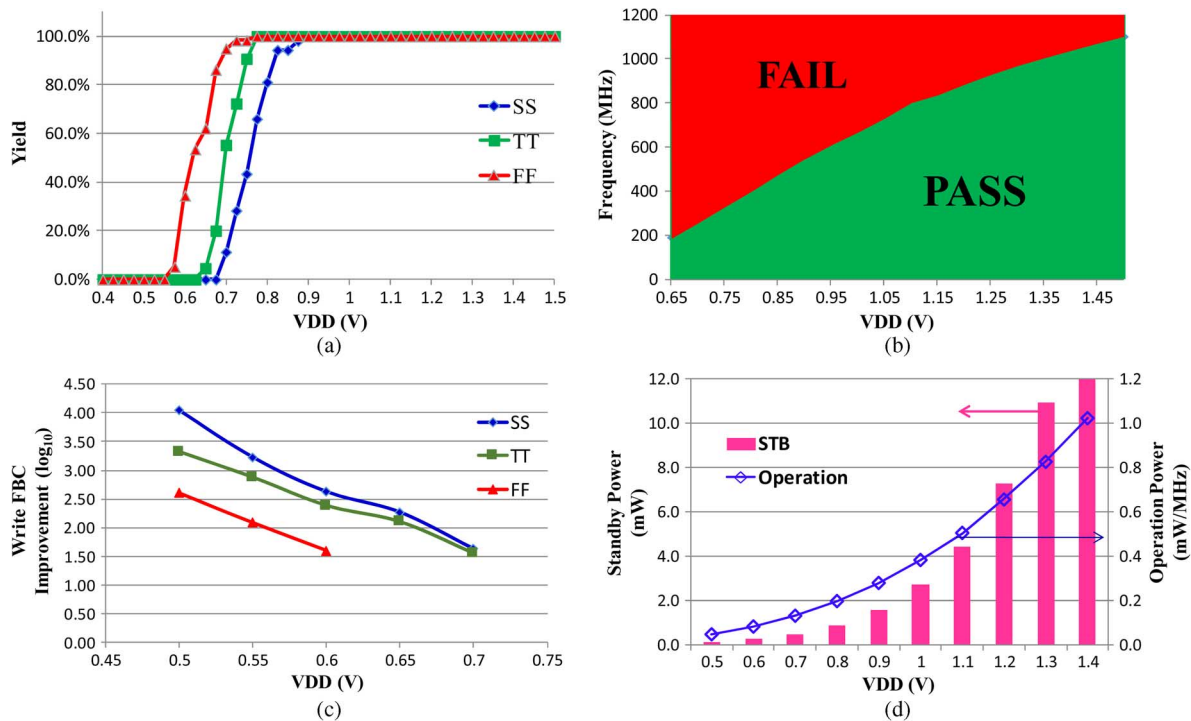 100.0%
80.0%
60.0%
40.0%
20.0%
0.0%
Yield
SS
TT
FF
0.4 0.5 0.6 0.7 0.8 0.9 1 1.1 1.2 1.3 1.4 1.5
VDD (V)
(a)
1200
1000
800
600
400
200
0
Frequency (MHz)
FAIL
PASS
0.65 0.75 0.85 0.95 1.05 1.15 1.25 1.35 1.45
VDD (V)
(b)
4.50
4.00
3.50
3.00
2.50
2.00
1.50
1.00
0.50
0.00
Write FBC
Improvement (log₁₀)
SS
TT
FF
0.45 0.5 0.55 0.6 0.65 0.7 0.75
VDD (V)
(c)
12.0
10.0
8.0
6.0
4.0
2.0
0.0
Standby Power
(mW)
STB
Operation
1.2
1.0
0.8
0.6
0.4
0.2
0.0
Operation Power
(mW/MHz)
0.5 0.6 0.7 0.8 0.9 1 1.1 1.2 1.3 1.4
VDD (V)
(d)